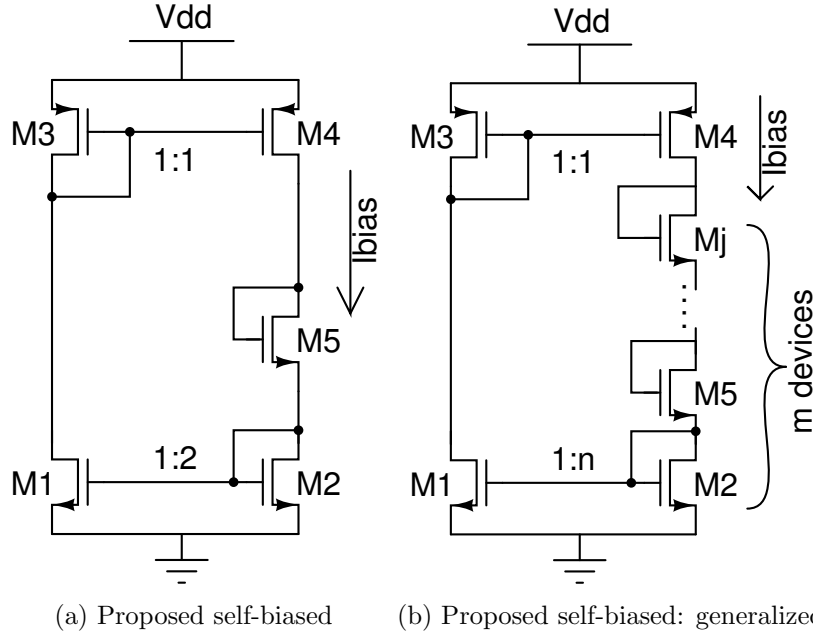 Vdd
Vdd
M3
M4
1:1
Ibias
M5
1:2
M1
M2
M3
M4
1:1
Ibias
Mj
M5
m devices
1:n
M1
M2
(a) Proposed self-biased
(b) Proposed self-biased: generalized